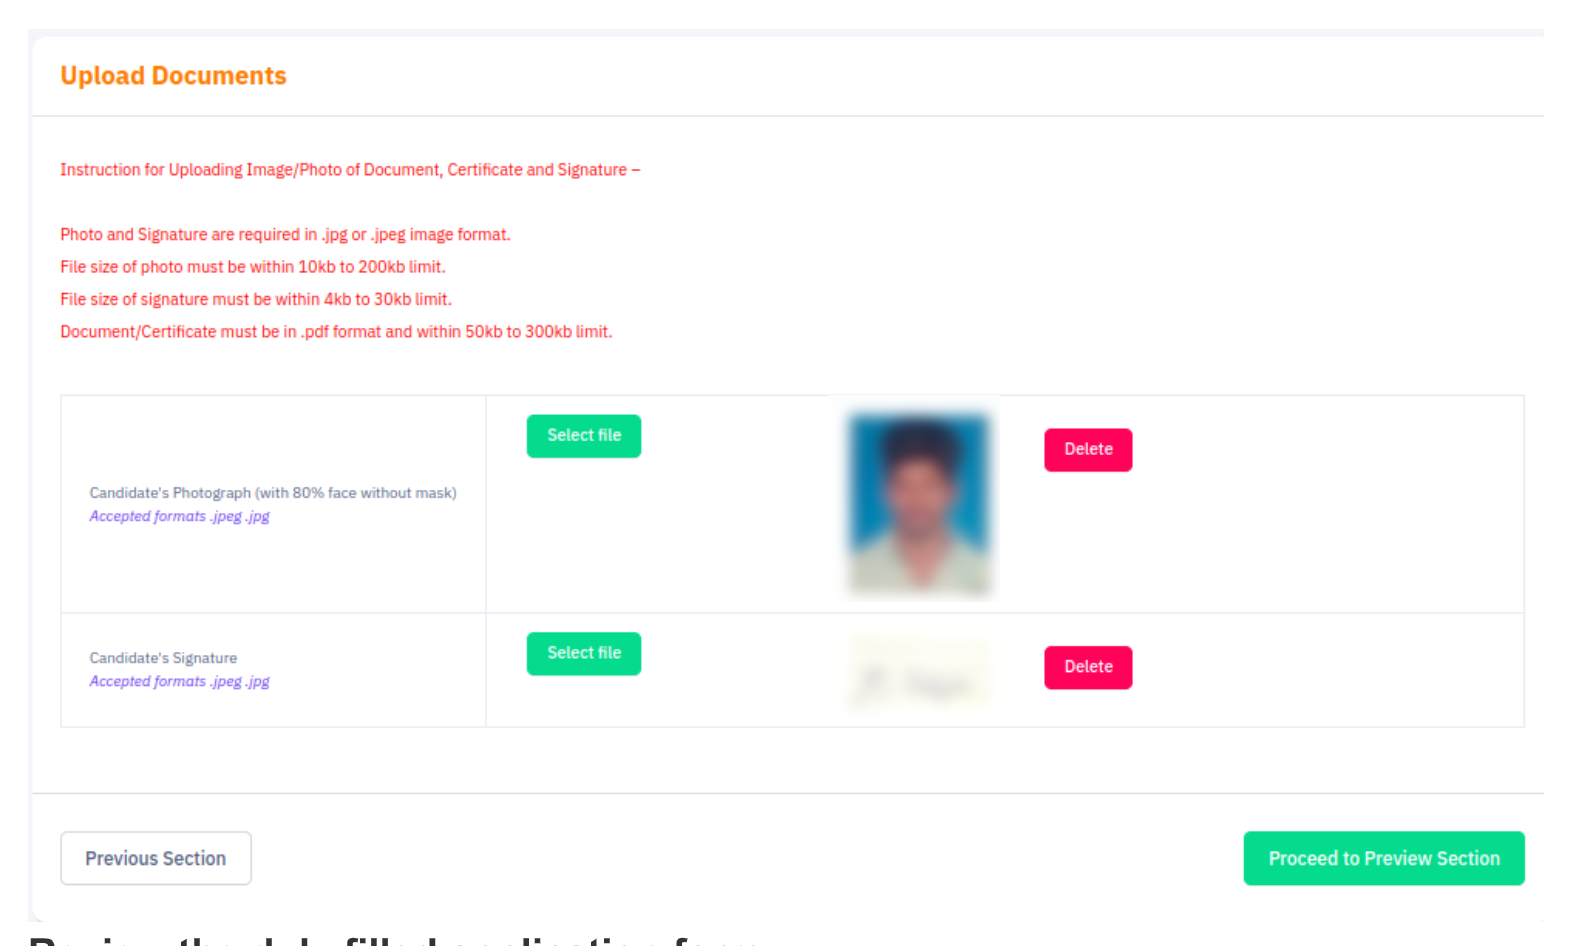 Upload Documents
Instruction for Uploading Image/Photo of Document, Certificate and Signature –
Photo and Signature are required in .jpg or .jpeg image format.
File size of photo must be within 10kb to 200kb limit.
File size of signature must be within 4kb to 30kb limit.
Document/Certificate must be in .pdf format and within 50kb to 300kb limit.
Select file
Delete
Candidate's Photograph (with 80% face without mask)
Accepted formats .jpeg .jpg
Select file
Delete
Candidate's Signature
Accepted formats .jpeg .jpg
Previous Section
Proceed to Preview Section